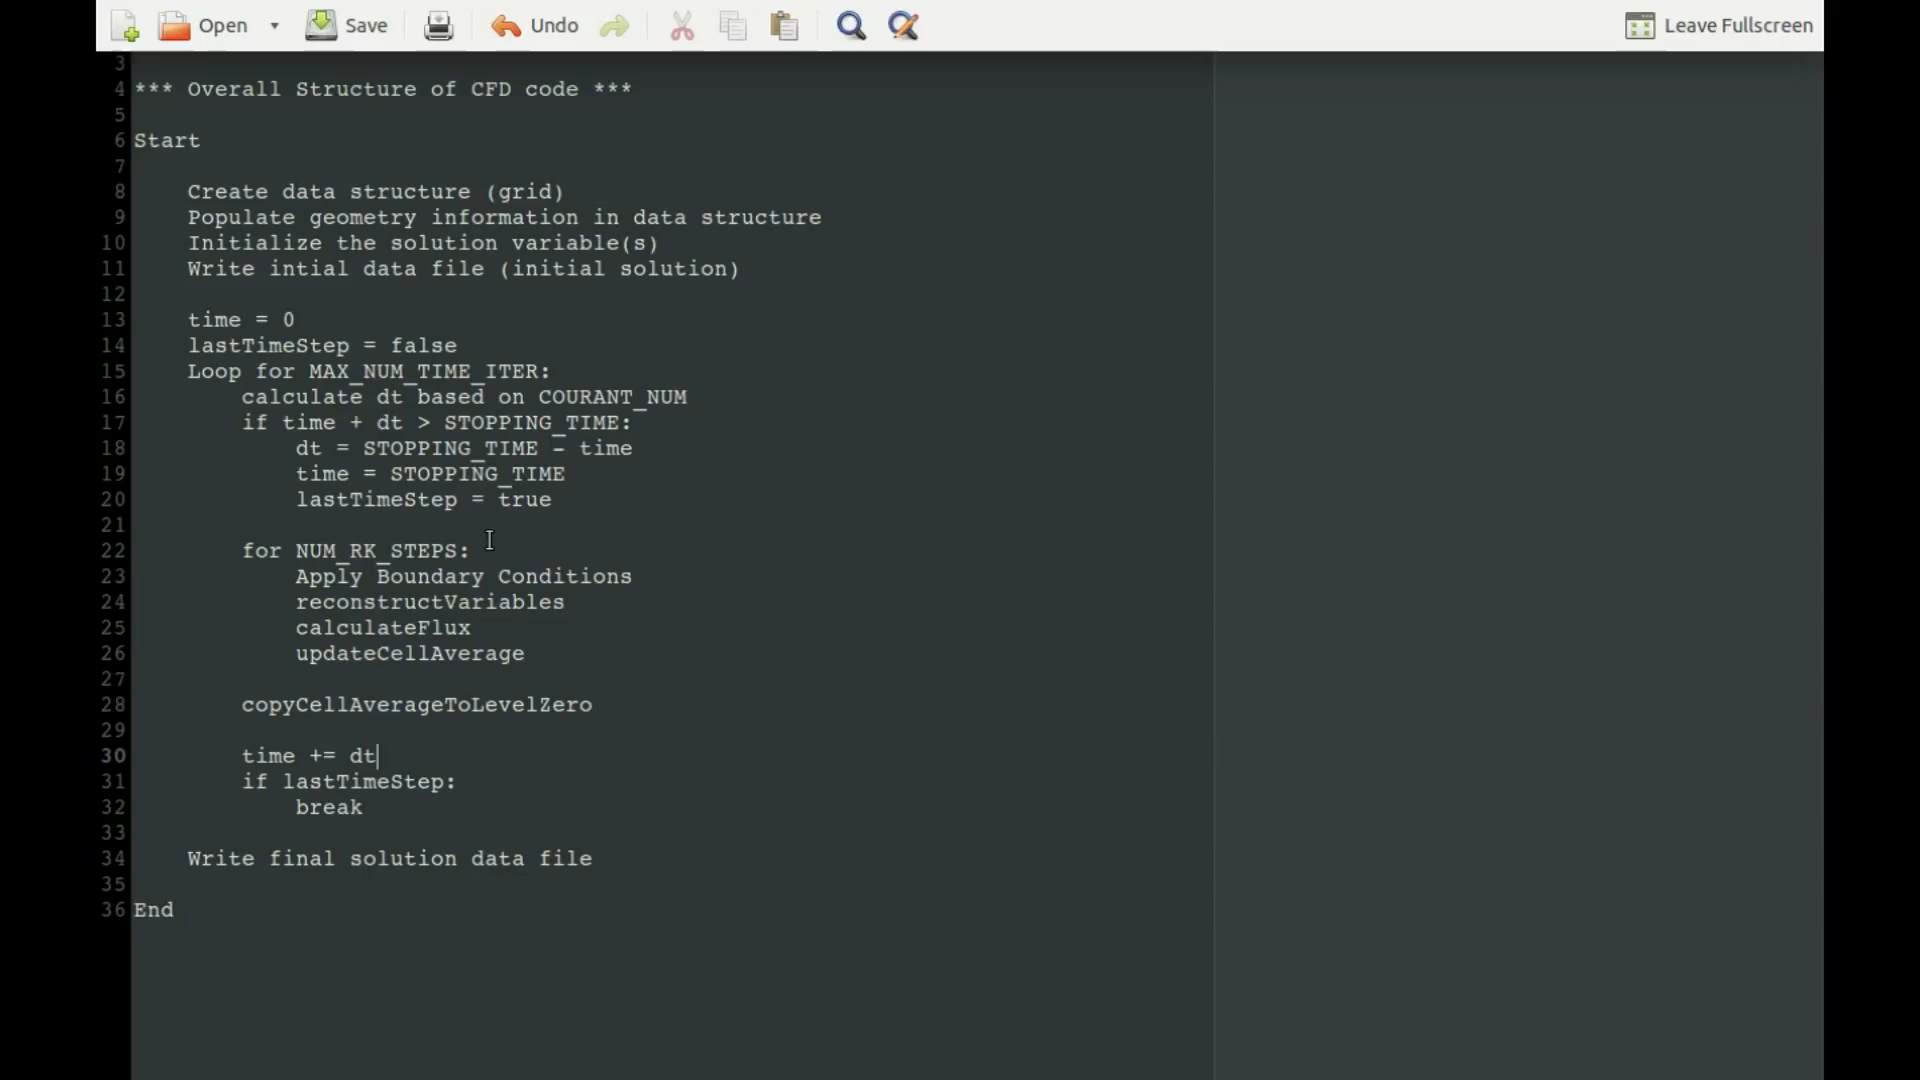 Open Save Undo Leave Fullscreen
3
4 *** Overall Structure of CFD code ***
5
6 Start
7
8 Create data structure (grid)
9 Populate geometry information in data structure
10 Initialize the solution variable(s)
11 Write intial data file (initial solution)
12
13 time = 0
14 lastTimeStep = false
15 Loop for MAX_NUM_TIME_ITER:
16 calculate dt based on COURANT_NUM
17 if time + dt > STOPPING_TIME:
18 dt = STOPPING_TIME - time
19 time = STOPPING_TIME
20 lastTimeStep = true
21
22 for NUM_RK_STEPS:
23 Apply Boundary Conditions
24 reconstructVariables
25 calculateFlux
26 updateCellAverage
27
28 copyCellAverageToLevelZero
29
30 time += dt
31 if lastTimeStep:
32 break
33
34 Write final solution data file
35
36 End